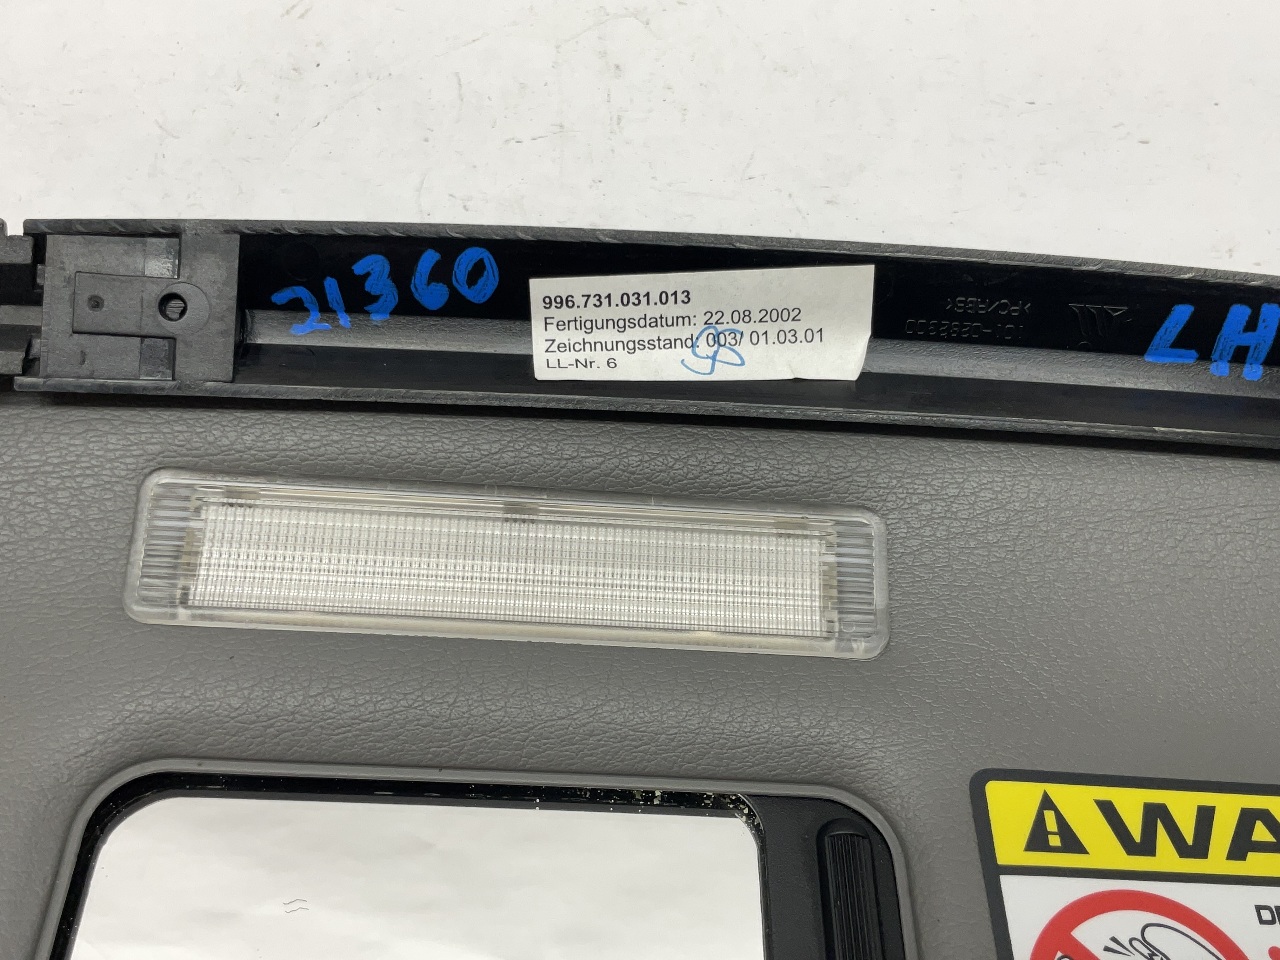 21360
996.731.031.013
Fertigungsdatum: 22.08.2002
Zeichnungsstand: 003/ 01.03.01
LL-Nr. 6
LH
WA